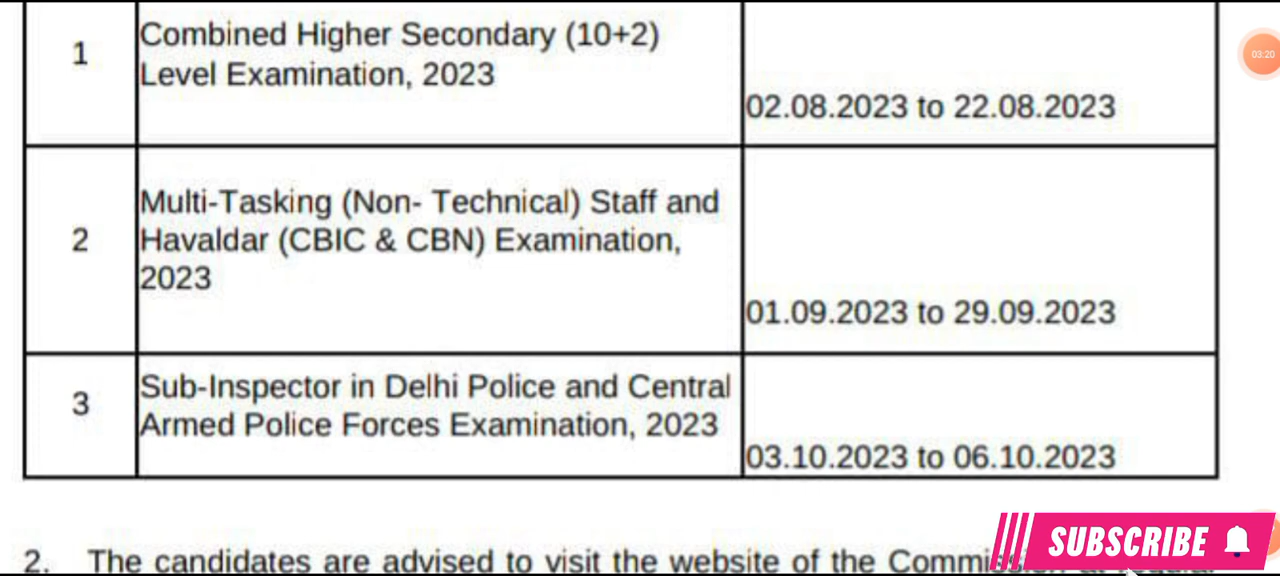 1
Combined Higher Secondary (10+2)
Level Examination, 2023
02.08.2023 to 22.08.2023
2
Multi-Tasking (Non- Technical) Staff and
Havaldar (CBIC & CBN) Examination,
2023
01.09.2023 to 29.09.2023
3
Sub-Inspector in Delhi Police and Central
Armed Police Forces Examination, 2023
03.10.2023 to 06.10.2023
2. The candidates are advised to visit the website of the
03:20
SUBSCRIBE